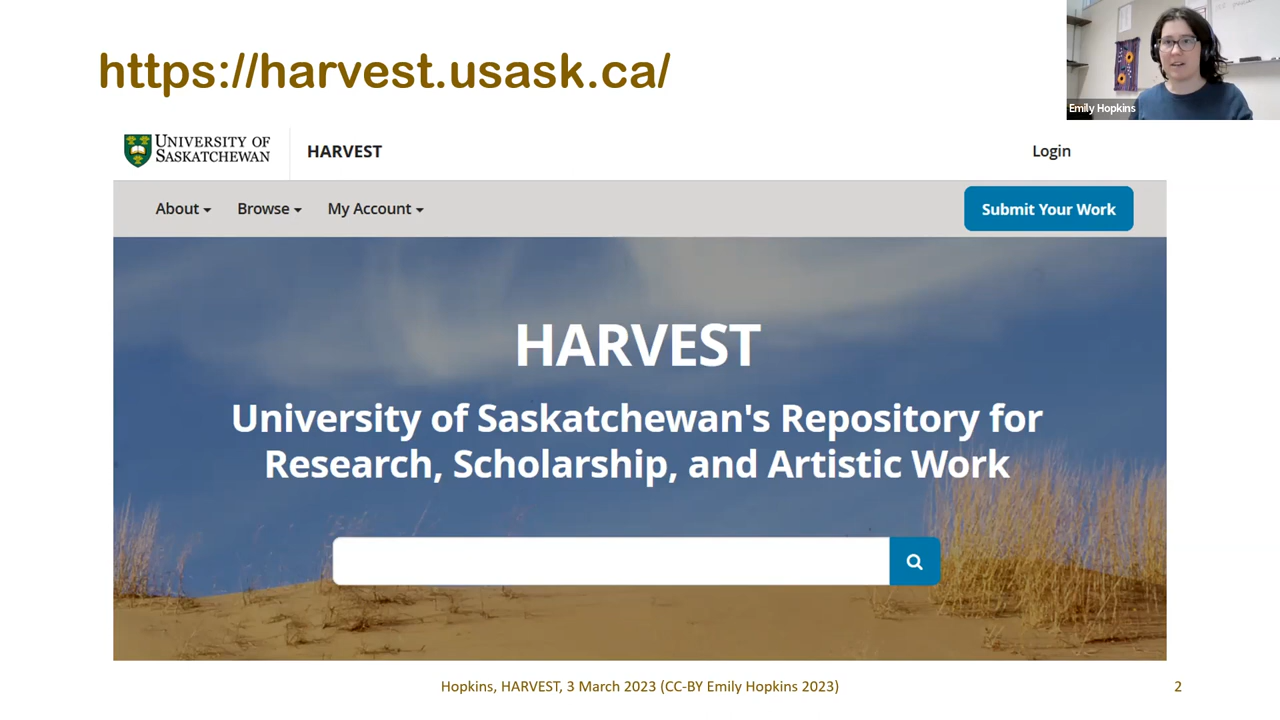 https://harvest.usask.ca/
Emily Hopkins
UNIVERSITY OF
SASKATCHEWAN
HARVEST
Login
About
Browse
My Account
Submit Your Work
HARVEST
University of Saskatchewan's Repository for
Research, Scholarship, and Artistic Work
Hopkins, HARVEST, 3 March 2023 (CC-BY Emily Hopkins 2023)
2